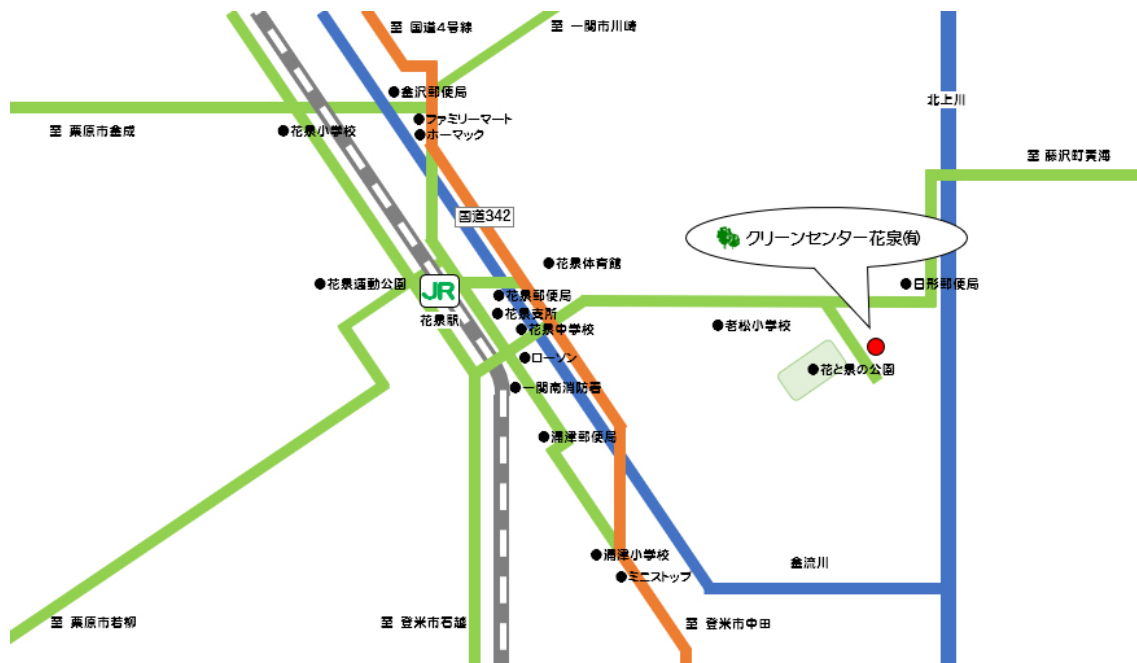 至 国道4号線
至 一関市川崎
●金沢郵便局
北上川
●ファミリーマート
至 栗原市金成
●花泉小学校
●ホーマック
至 藤沢町黄海
国道342
クリーンセンター花泉㈲
●花泉体育館
●花泉運動公園
JR
●日形郵便局
●花泉郵便局
●花泉支所
花泉駅
●花泉中学校
●老松小学校
●ローソン
●花と泉の公園
●一関南消防署
●涌津郵便局
●涌津小学校
金流川
●ミニストップ
至 栗原市若柳
至 登米市石越
至 登米市中田